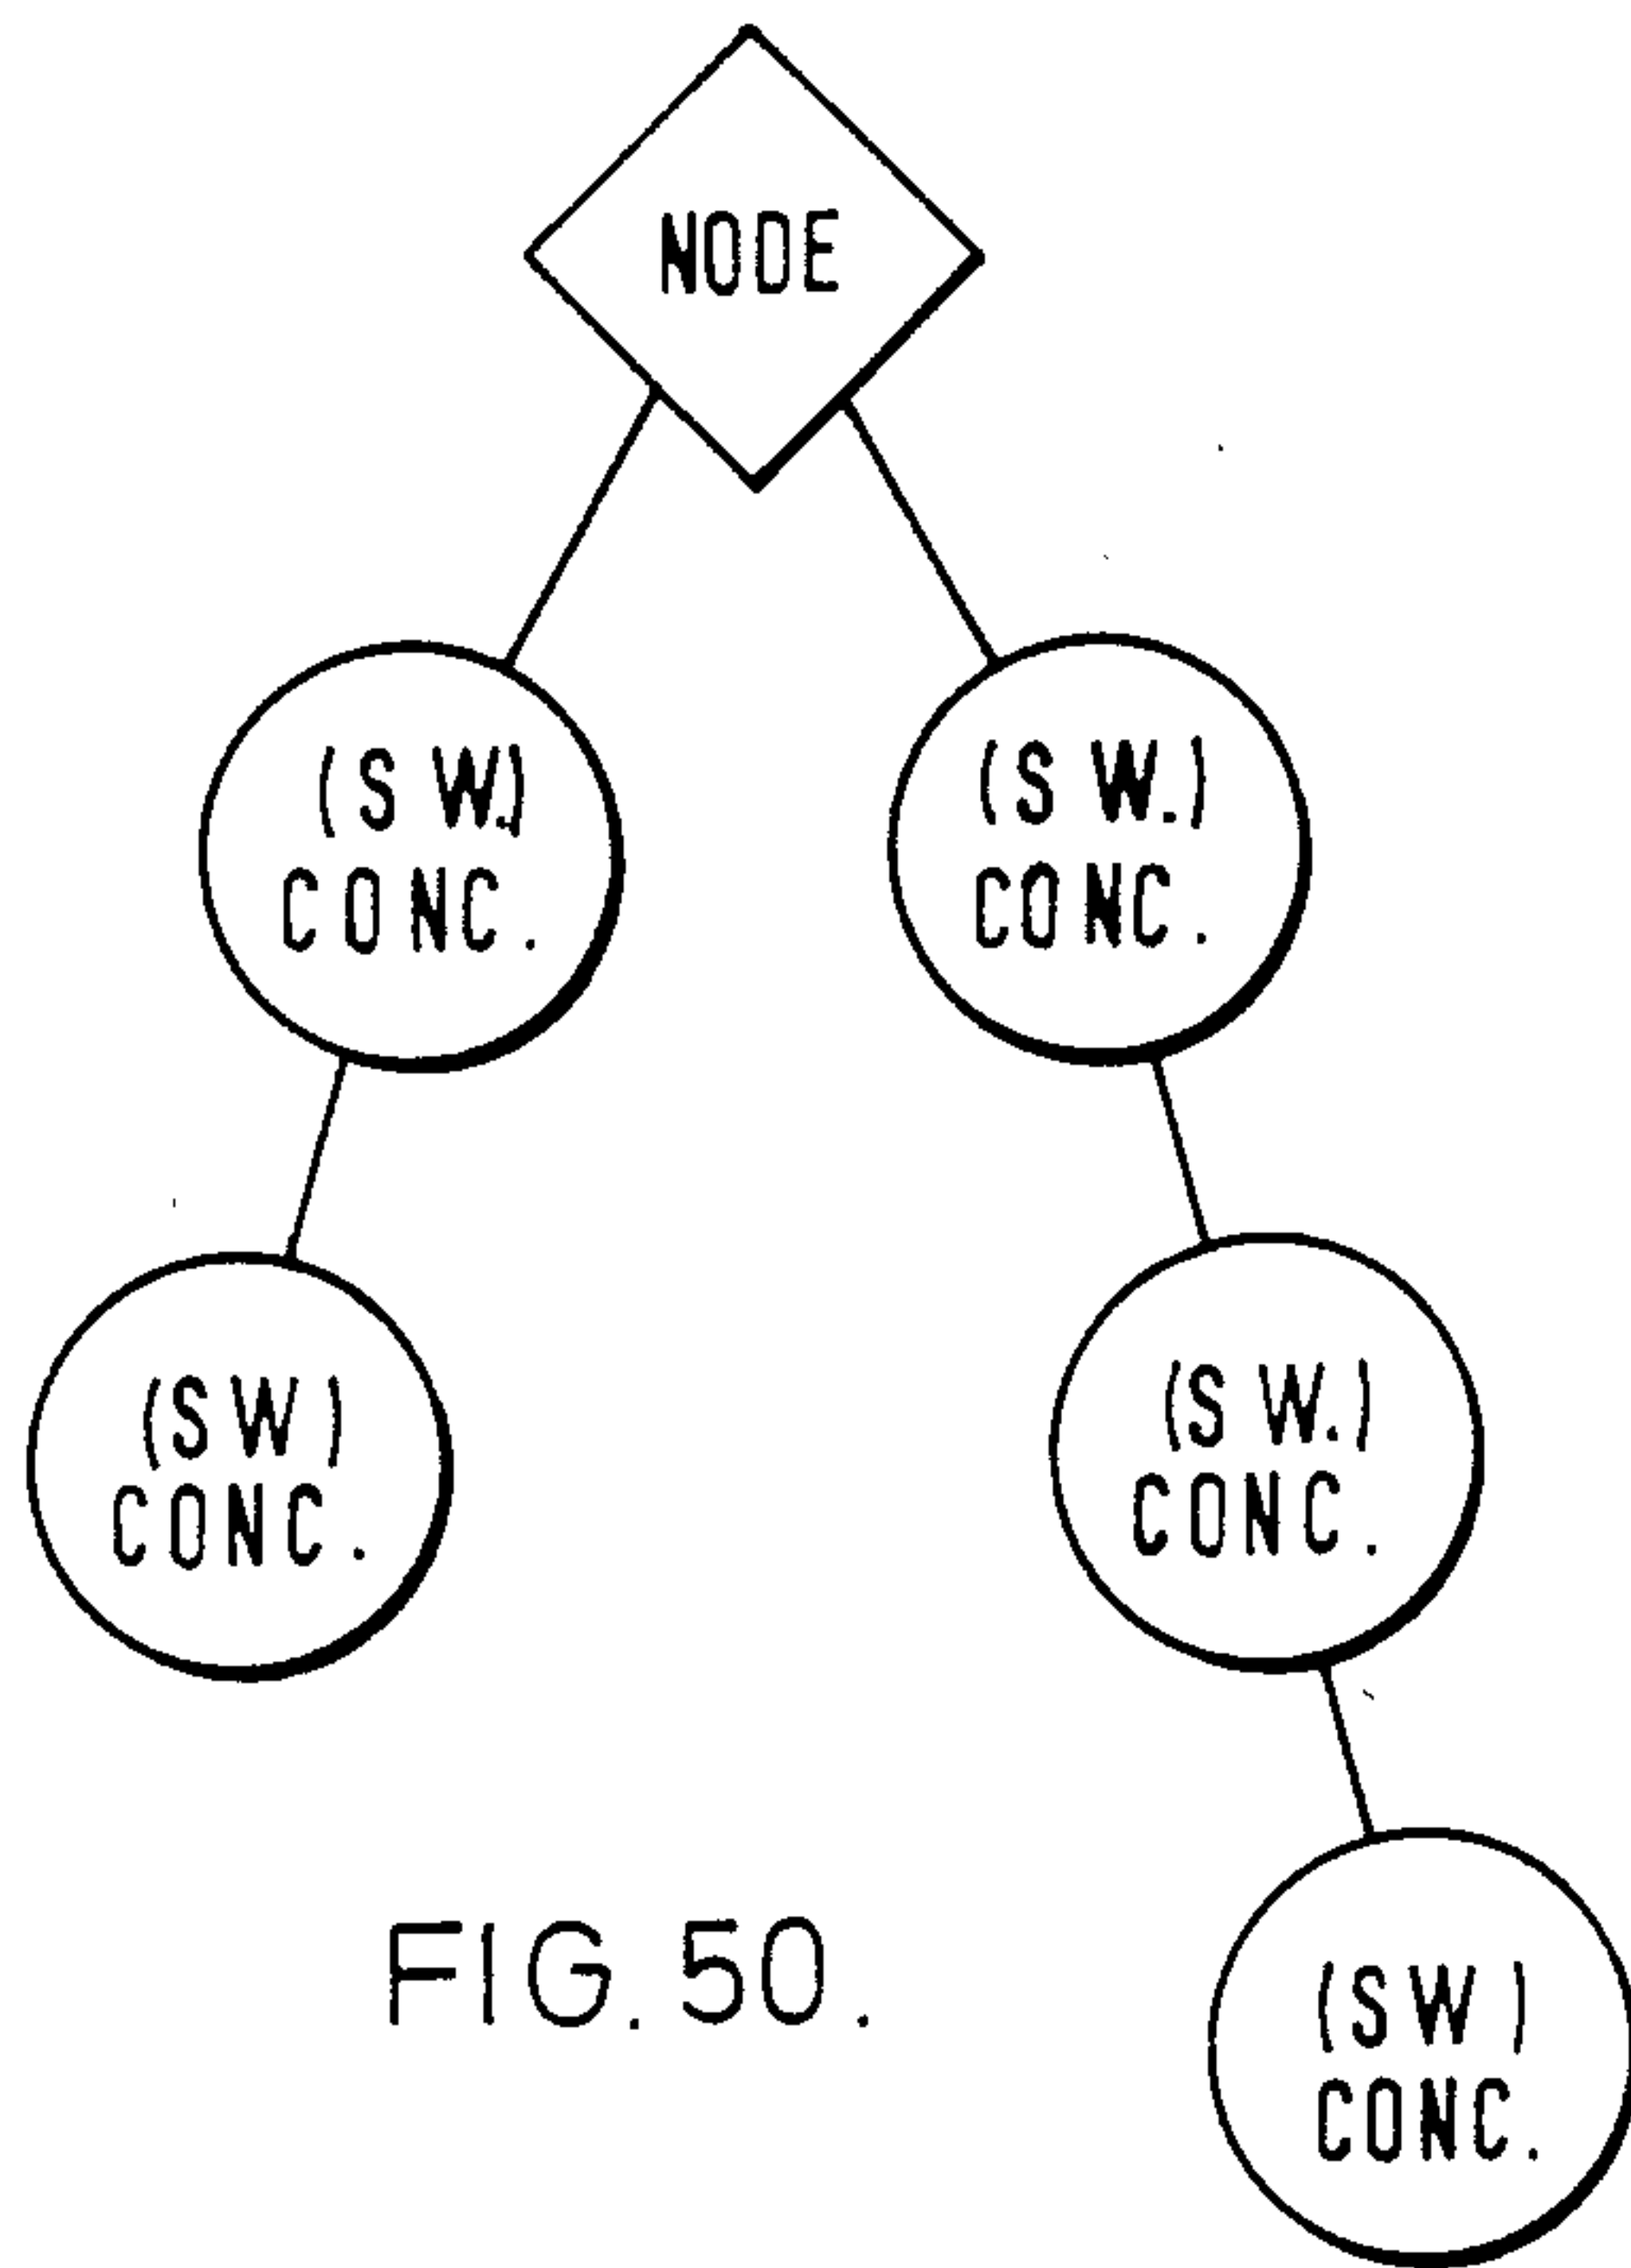 NODE
(S W.)
CONC.
(S W.)
CONC.
(SW)
CONC.
(S W.)
CONC.
(SW )
CONC.
FIG. 50.